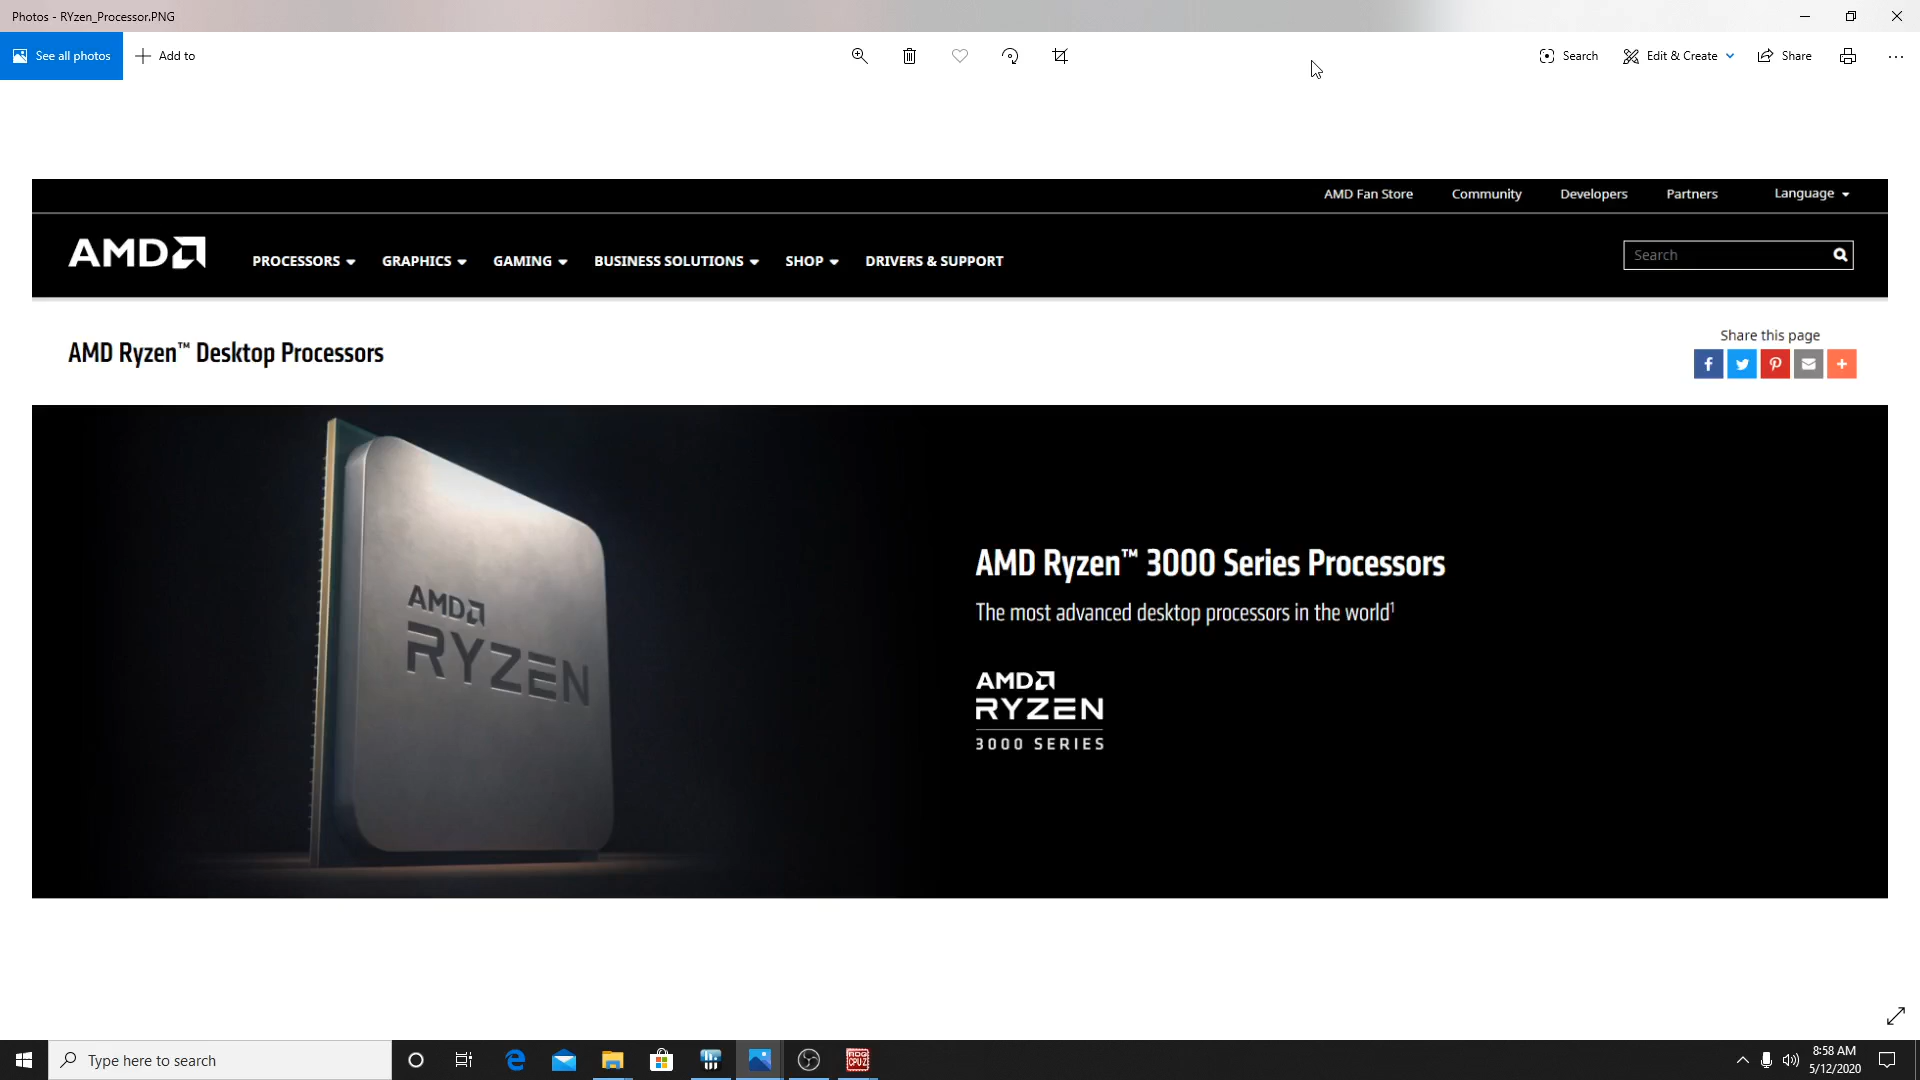 Photos - RYzen_Processor.PNG
See all photos
Add to
Search
Edit & Create
Share
AMD Fan Store
Community
Developers
Partners
Language
AMD
PROCESSORS
GRAPHICS
GAMING
BUSINESS SOLUTIONS
SHOP
DRIVERS & SUPPORT
Search
AMD Ryzen™ Desktop Processors
Share this page
AMD
RYZEN
AMD Ryzen™ 3000 Series Processors
The most advanced desktop processors in the world¹
AMD
RYZEN
3000 SERIES
Type here to search
CPU-Z
8:58 AM
5/12/2020